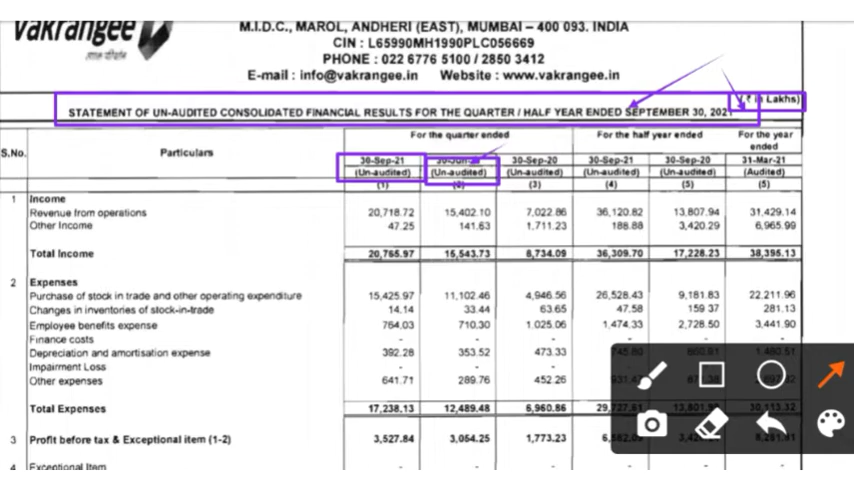 vakrangee
M.I.D.C., MAROL, ANDHERI (EAST), MUMBAI – 400 093. INDIA
CIN : L65990MH1990PLC056669
PHONE : 022 6776 5100 / 2850 3412
E-mail : info@vakrangee.in Website : www.vakrangee.in
(₹ in Lakhs)
STATEMENT OF UN-AUDITED CONSOLIDATED FINANCIAL RESULTS FOR THE QUARTER / HALF YEAR ENDED SEPTEMBER 30, 2021
S.No. Particulars For the quarter ended For the half year ended For the year ended
30-Sep-21 30-Jun- 30-Sep-20 30-Sep-21 30-Sep-20 31-Mar-21
(Un-audited) (Un-audited) (Un-audited) (Un-audited) (Un-audited) (Audited)
(1) (2) (3) (4) (5) (5)
1 Income
Revenue from operations 20,718.72 15,402.10 7,022.86 36,120.82 13,807.94 31,429.14
Other Income 47.25 141.63 1,711.23 188.88 3,420.29 6,965.99
Total Income 20,765.97 15,543.73 8,734.09 36,309.70 17,228.23 38,395.13
2 Expenses
Purchase of stock in trade and other operating expenditure 15,425.97 11,102.46 4,946.56 26,528.43 9,181.83 22,211.96
Changes in inventories of stock-in-trade 14.14 33.44 63.65 47.58 159.37 281.13
Employee benefits expense 764.03 710.30 1,025.06 1,474.33 2,728.50 3,441.90
Finance costs - - - - - -
Depreciation and amortisation expense 392.28 353.52 473.33 745.80
Impairment Loss - - -
Other expenses 641.71 289.76 452.26
Total Expenses 17,238.13 12,489.48 6,960.86
3 Profit before tax & Exceptional item (1-2) 3,527.84 3,054.25 1,773.23
4 Exceptional Item - - - - - -